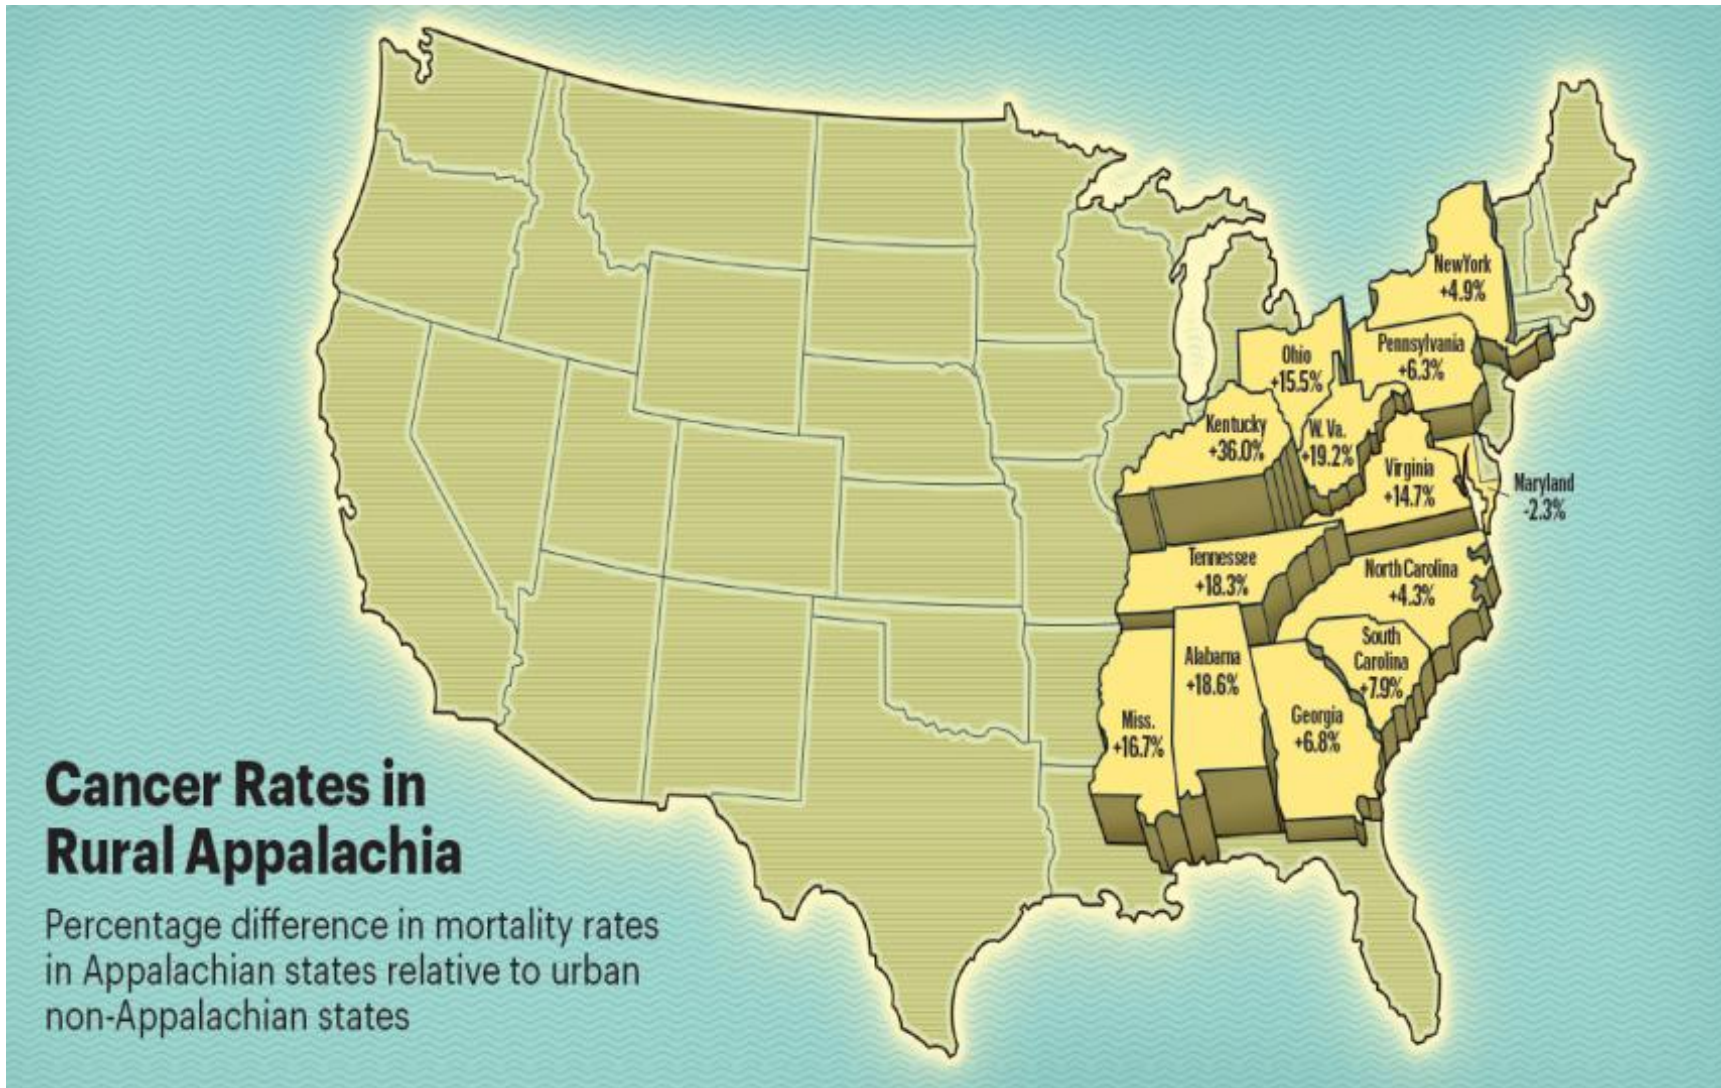 NewYork
+4.9%
Pennsylvania
+6.3%
Ohio
+15.5%
Kentucky
+36.0%
W. Va.
+19.2%
Virginia
+14.7%
Maryland
-2.3%
Tennessee
+18.3%
North Carolina
+4.3%
South
Carolina
+7.9%
Alabama
+18.6%
Miss.
+16.7%
Georgia
+6.8%
Cancer Rates in
Rural Appalachia
Percentage difference in mortality rates
in Appalachian states relative to urban
non-Appalachian states